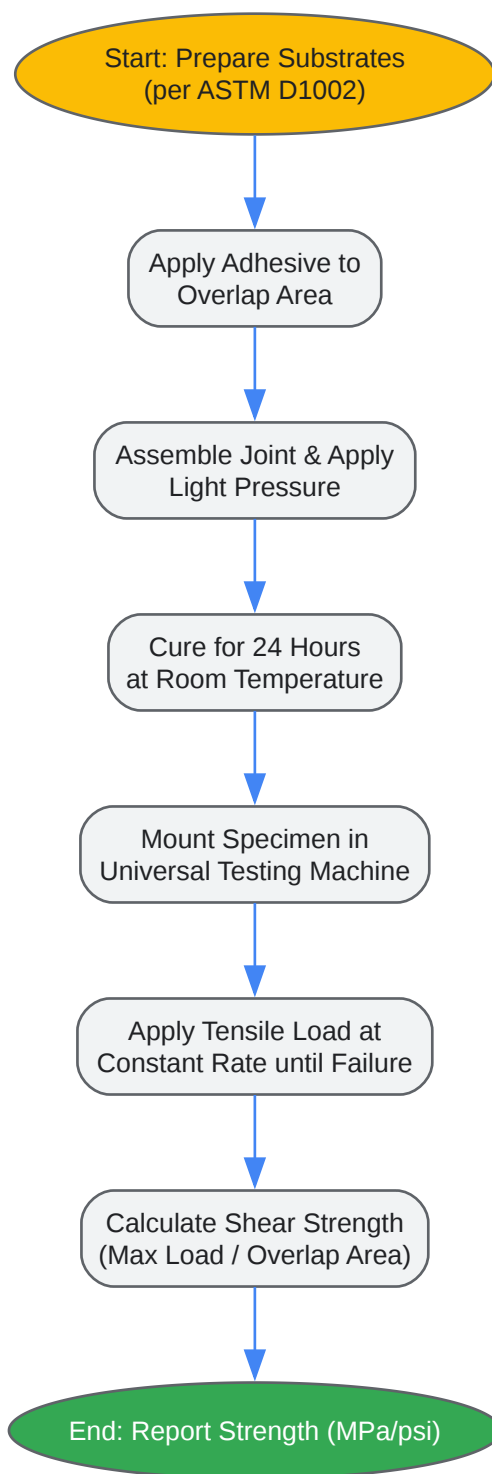 Start: Prepare Substrates
(per ASTM D1002)
Apply Adhesive to
Overlap Area
Assemble Joint & Apply
Light Pressure
Cure for 24 Hours
at Room Temperature
Mount Specimen in
Universal Testing Machine
Apply Tensile Load at
Constant Rate until Failure
Calculate Shear Strength
(Max Load / Overlap Area)
End: Report Strength (MPa/psi)